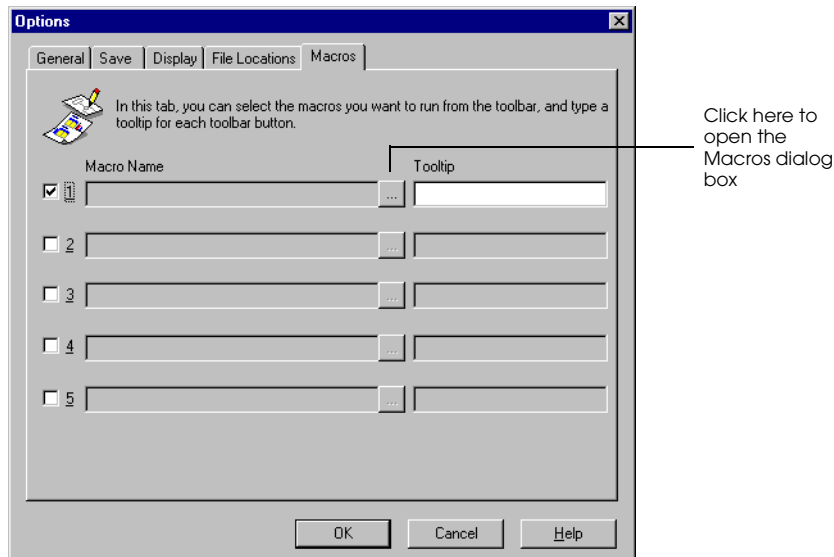 Options
General Save Display File Locations Macros
In this tab, you can select the macros you want to run from the toolbar, and type a
tooltip for each toolbar button.
Macro Name Tooltip
1 ...
2 ...
3 ...
4 ...
5 ...
OK Cancel Help
Click here to
open the
Macros dialog
box